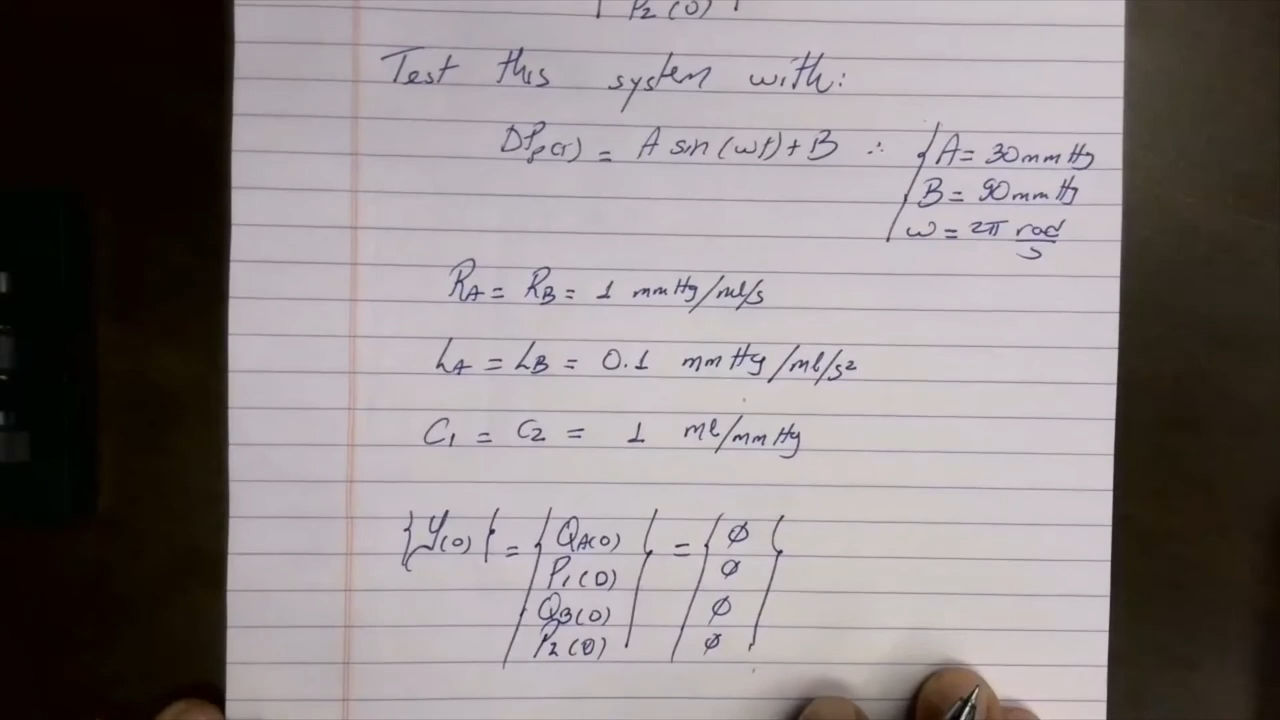 P2(0)
Test this system with:
DPp(t) = A sin(ωt) + B ∴ { A = 30 mmHg
B = 90 mmHg
ω = 2π rad/s
RA = RB = 1 mmHg/ml/s
LA = LB = 0.1 mmHg/ml/s²
C1 = C2 = 1 ml/mmHg
{Y(0)} = { QA(0) } = { ∅ }
P1(0) ∅
QB(0) ∅
P2(0) ∅